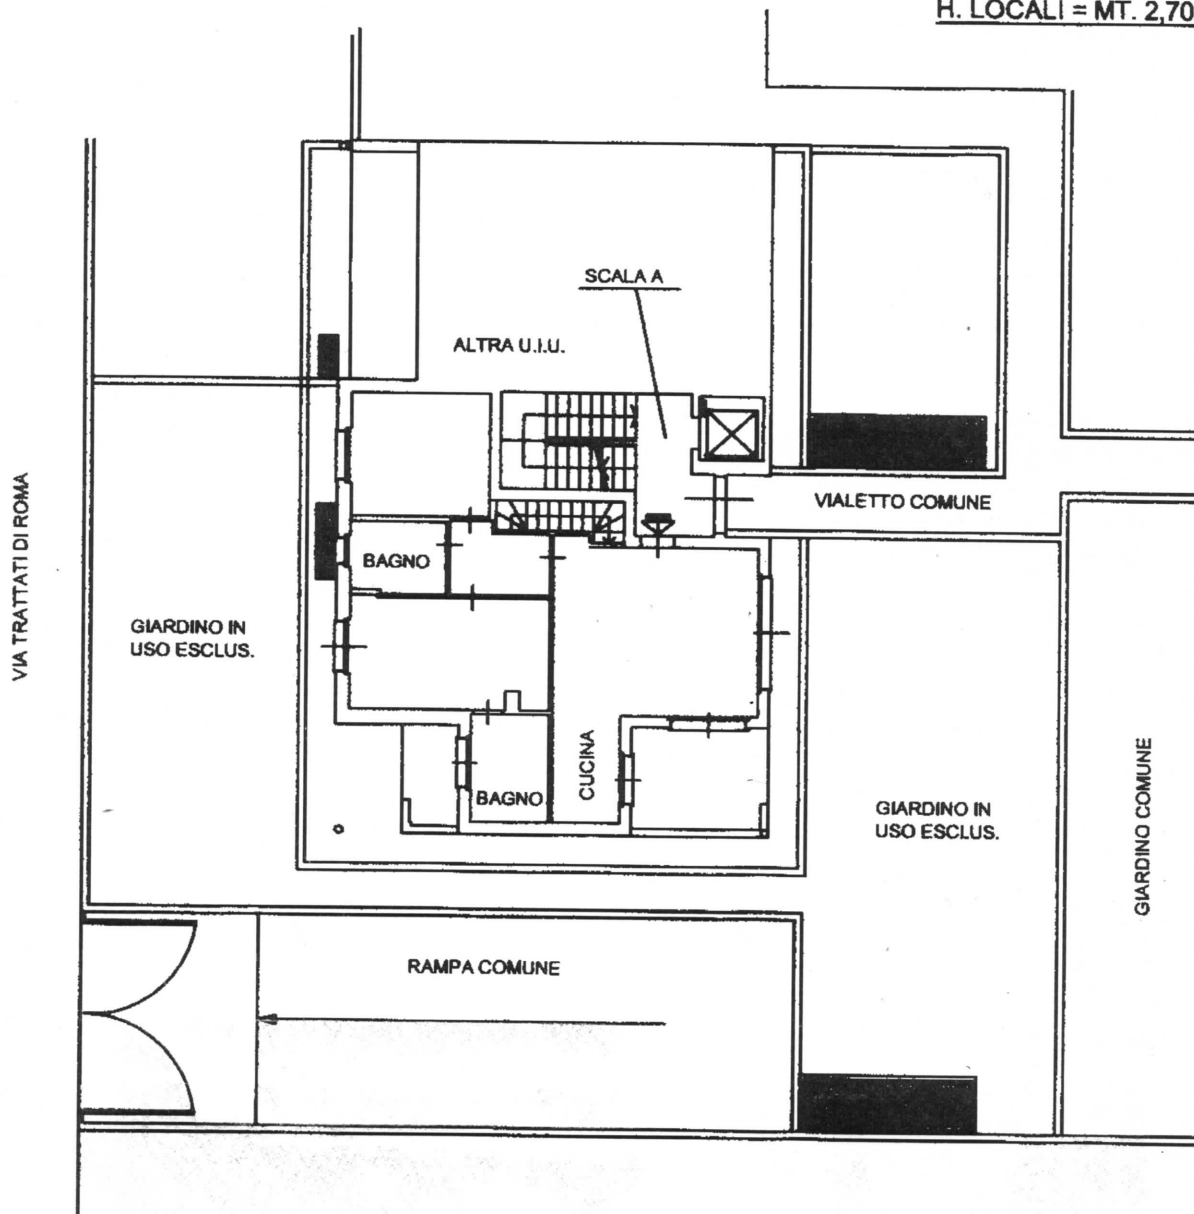 H. LOCALI = MT. 2,70
SCALA A
ALTRA U.I.U.
VIALETTO COMUNE
VIA TRATTATI DI ROMA
BAGNO
GIARDINO IN
USO ESCLUS.
CUCINA
BAGNO
GIARDINO IN
USO ESCLUS.
GIARDINO COMUNE
RAMPA COMUNE